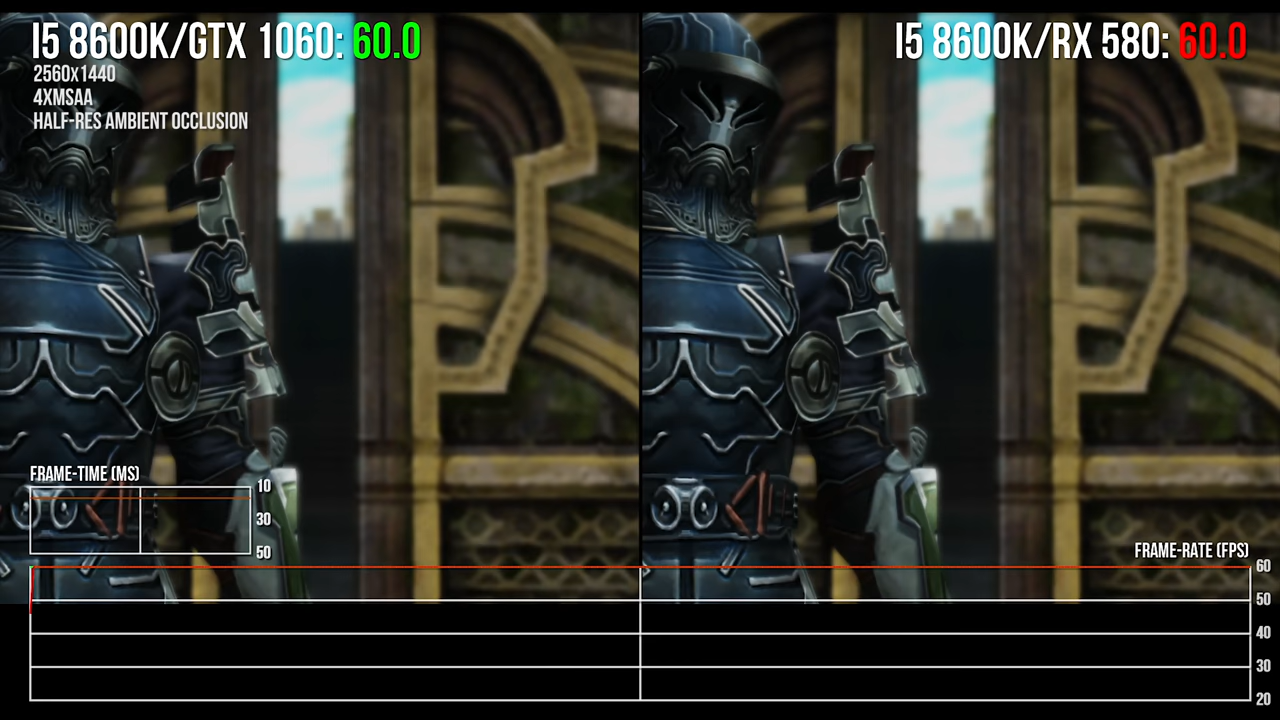 I5 8600K/GTX 1060: 60.0
2560x1440
4XMSAA
HALF-RES AMBIENT OCCLUSION
I5 8600K/RX 580: 60.0
FRAME-TIME (MS)
10
30
50
FRAME-RATE (FPS)
60
50
40
30
20